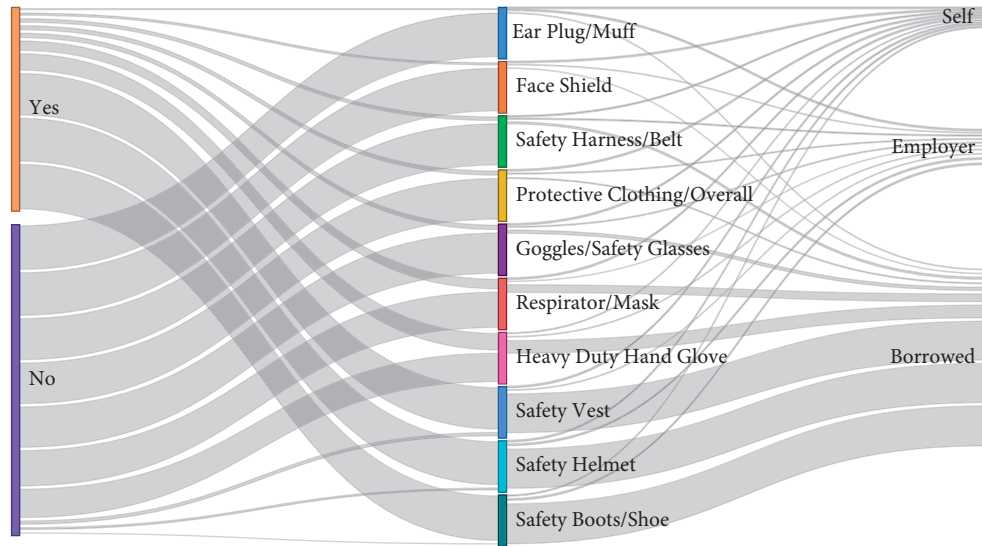 Yes
No
Ear Plug/Muff
Face Shield
Safety Harness/Belt
Protective Clothing/Overall
Goggles/Safety Glasses
Respirator/Mask
Heavy Duty Hand Glove
Safety Vest
Safety Helmet
Safety Boots/Shoe
Self
Employer
Borrowed